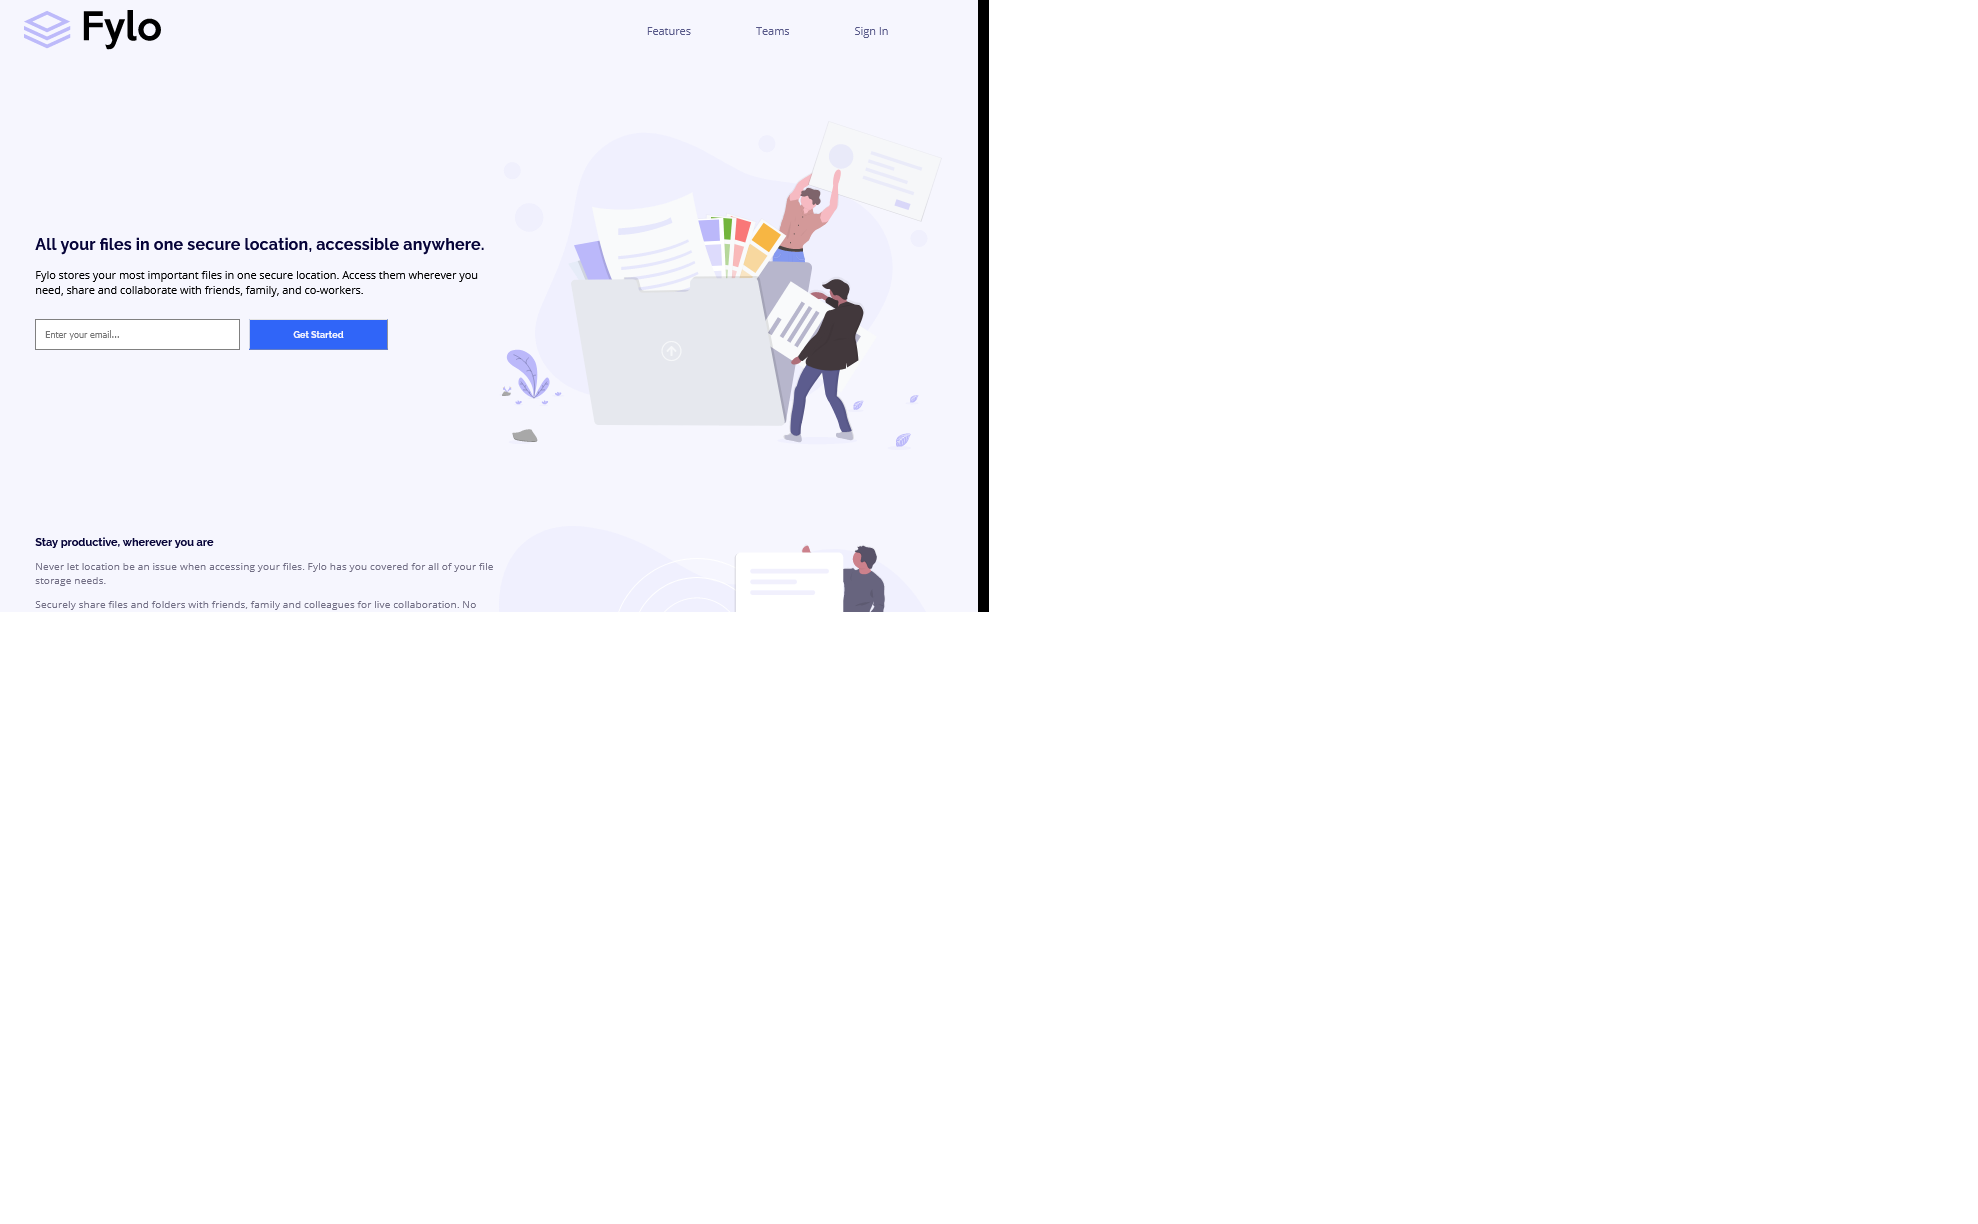 Fylo
Features
Teams
Sign In
All your files in one secure location, accessible anywhere.
Fylo stores your most important files in one secure location. Access them wherever you
need, share and collaborate with friends, family, and co-workers.
Enter your email...
Get Started
Stay productive, wherever you are
Never let location be an issue when accessing your files. Fylo has you covered for all of your file
storage needs.
Securely share files and folders with friends, family and colleagues for live collaboration. No